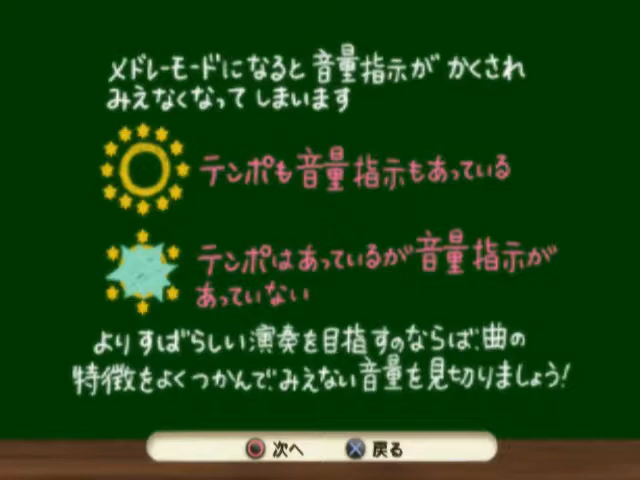 メドレーモードになると 音量指示が かくされ
みえなくなって しまいます
テンポも音量指示もあっている
テンポはあっているが音量指示が
あっていない
よりすばらしい演奏を目指すのならば、曲の
特徴をよくつかんで、みえない音量を見切りましょう!
次へ 戻る